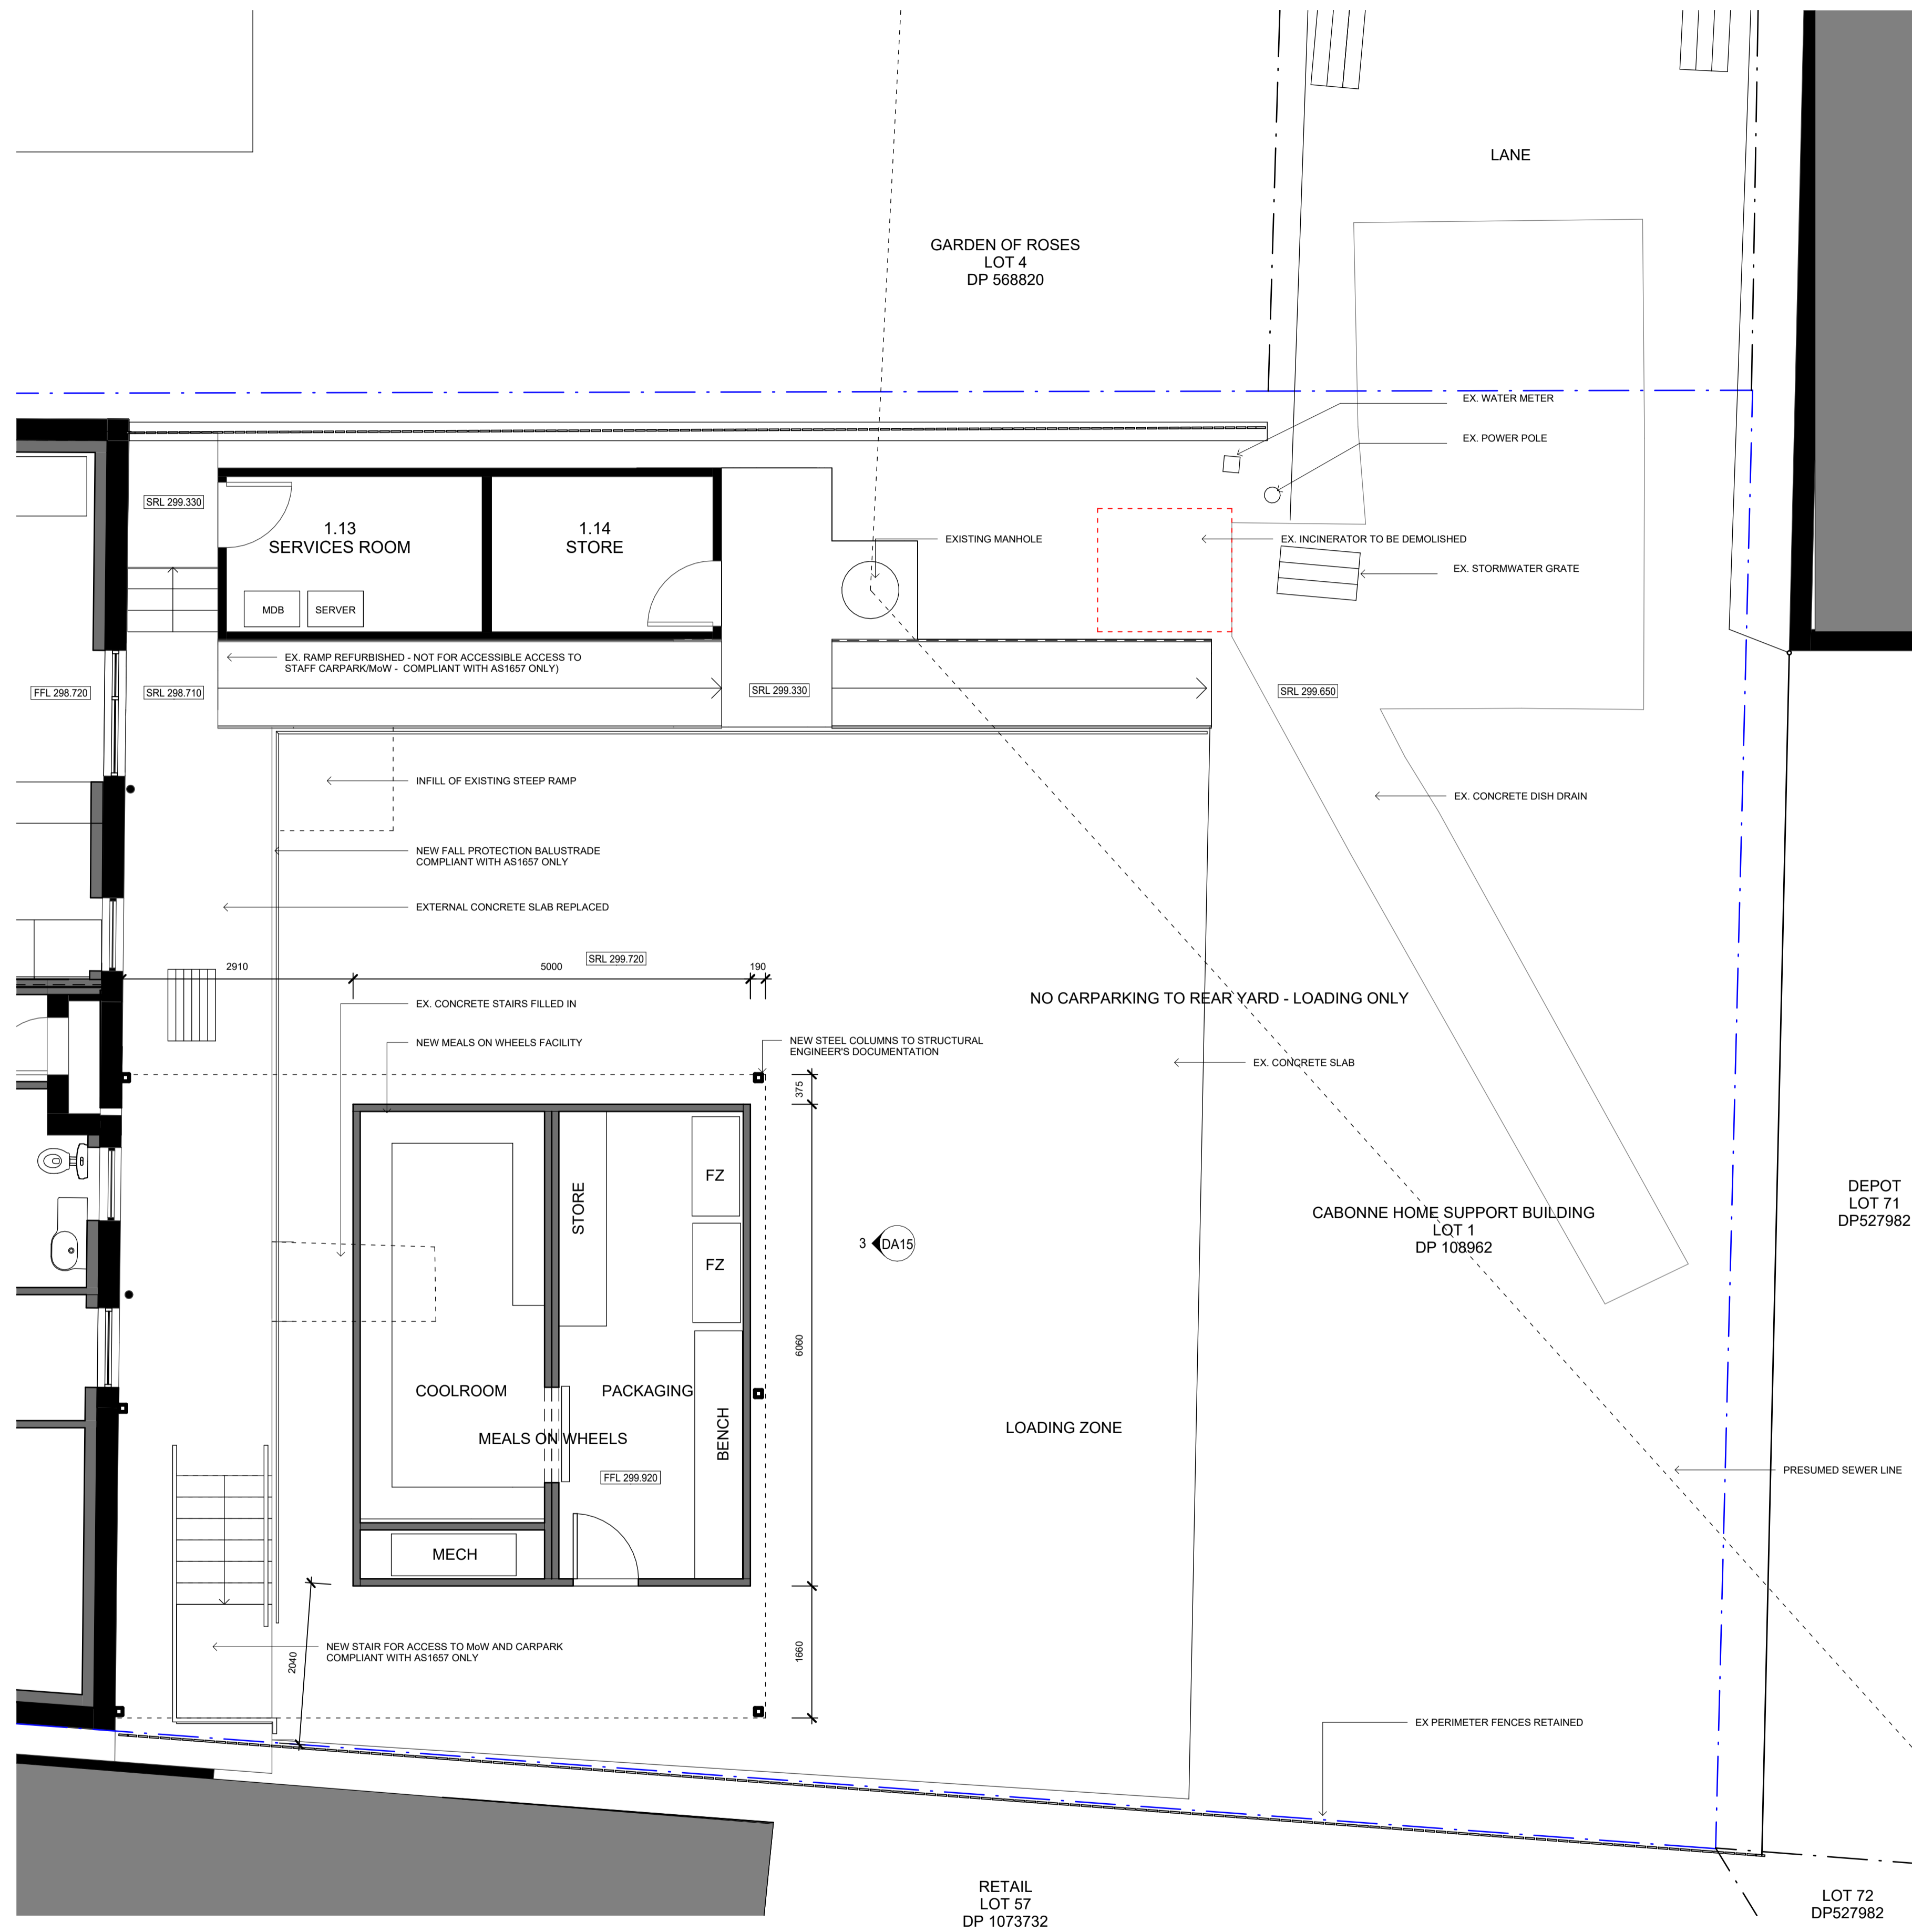 LANE
GARDEN OF ROSES
LOT 4
DP 568820
EX. WATER METER
EX. POWER POLE
SRL 299.330
1.13
SERVICES ROOM
1.14
STORE
EXISTING MANHOLE
EX. INCINERATOR TO BE DEMOLISHED
EX. STORMWATER GRATE
MDB
SERVER
EX. RAMP REFURBISHED - NOT FOR ACCESSIBLE ACCESS TO
STAFF CARPARK/MoW - COMPLIANT WITH AS1657 ONLY)
FFL 298.720
SRL 298.710
SRL 299.330
SRL 299.650
INFILL OF EXISTING STEEP RAMP
EX. CONCRETE DISH DRAIN
NEW FALL PROTECTION BALUSTRADE
COMPLIANT WITH AS1657 ONLY
EXTERNAL CONCRETE SLAB REPLACED
SRL 299.720
2910
5000
190
NO CARPARKING TO REAR YARD - LOADING ONLY
EX. CONCRETE STAIRS FILLED IN
NEW MEALS ON WHEELS FACILITY
NEW STEEL COLUMNS TO STRUCTURAL
ENGINEER'S DOCUMENTATION
EX. CONCRETE SLAB
375
FZ
STORE
DEPOT
LOT 71
DP527982
CABONNE HOME SUPPORT BUILDING
LOT 1
DP 108962
3
DA15
FZ
6060
COOLROOM
PACKAGING
BENCH
LOADING ZONE
MEALS ON WHEELS
FFL 299.920
PRESUMED SEWER LINE
MECH
NEW STAIR FOR ACCESS TO MoW AND CARPARK
COMPLIANT WITH AS1657 ONLY
2040
1660
EX PERIMETER FENCES RETAINED
RETAIL
LOT 57
DP 1073732
LOT 72
DP527982